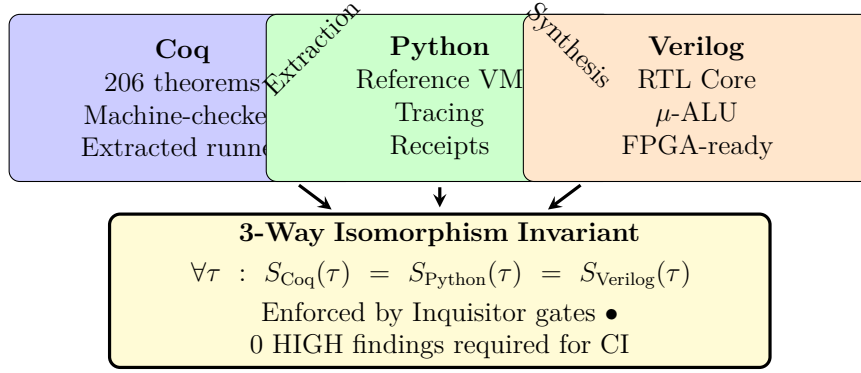 Coq
206 theorems
Machine-checke
Extracted runne
Extraction
Python
Reference VM
Tracing
Receipts
Synthesis
Verilog
RTL Core
μ-ALU
FPGA-ready
3-Way Isomorphism Invariant
∀τ : S_Coq(τ) = S_Python(τ) = S_Verilog(τ)
Enforced by Inquisitor gates •
0 HIGH findings required for CI